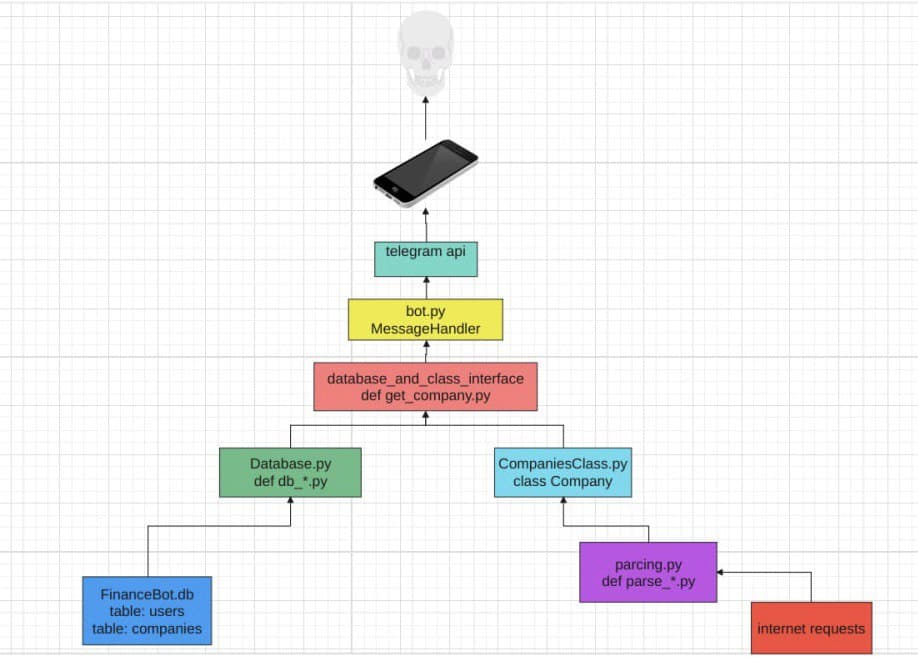 telegram api
bot.py
MessageHandler
database_and_class_interface
def get_company.py
Database.py
def db_*.py
CompaniesClass.py
class Company
parcing.py
def parse_*.py
FinanceBot.db
table: users
table: companies
internet requests